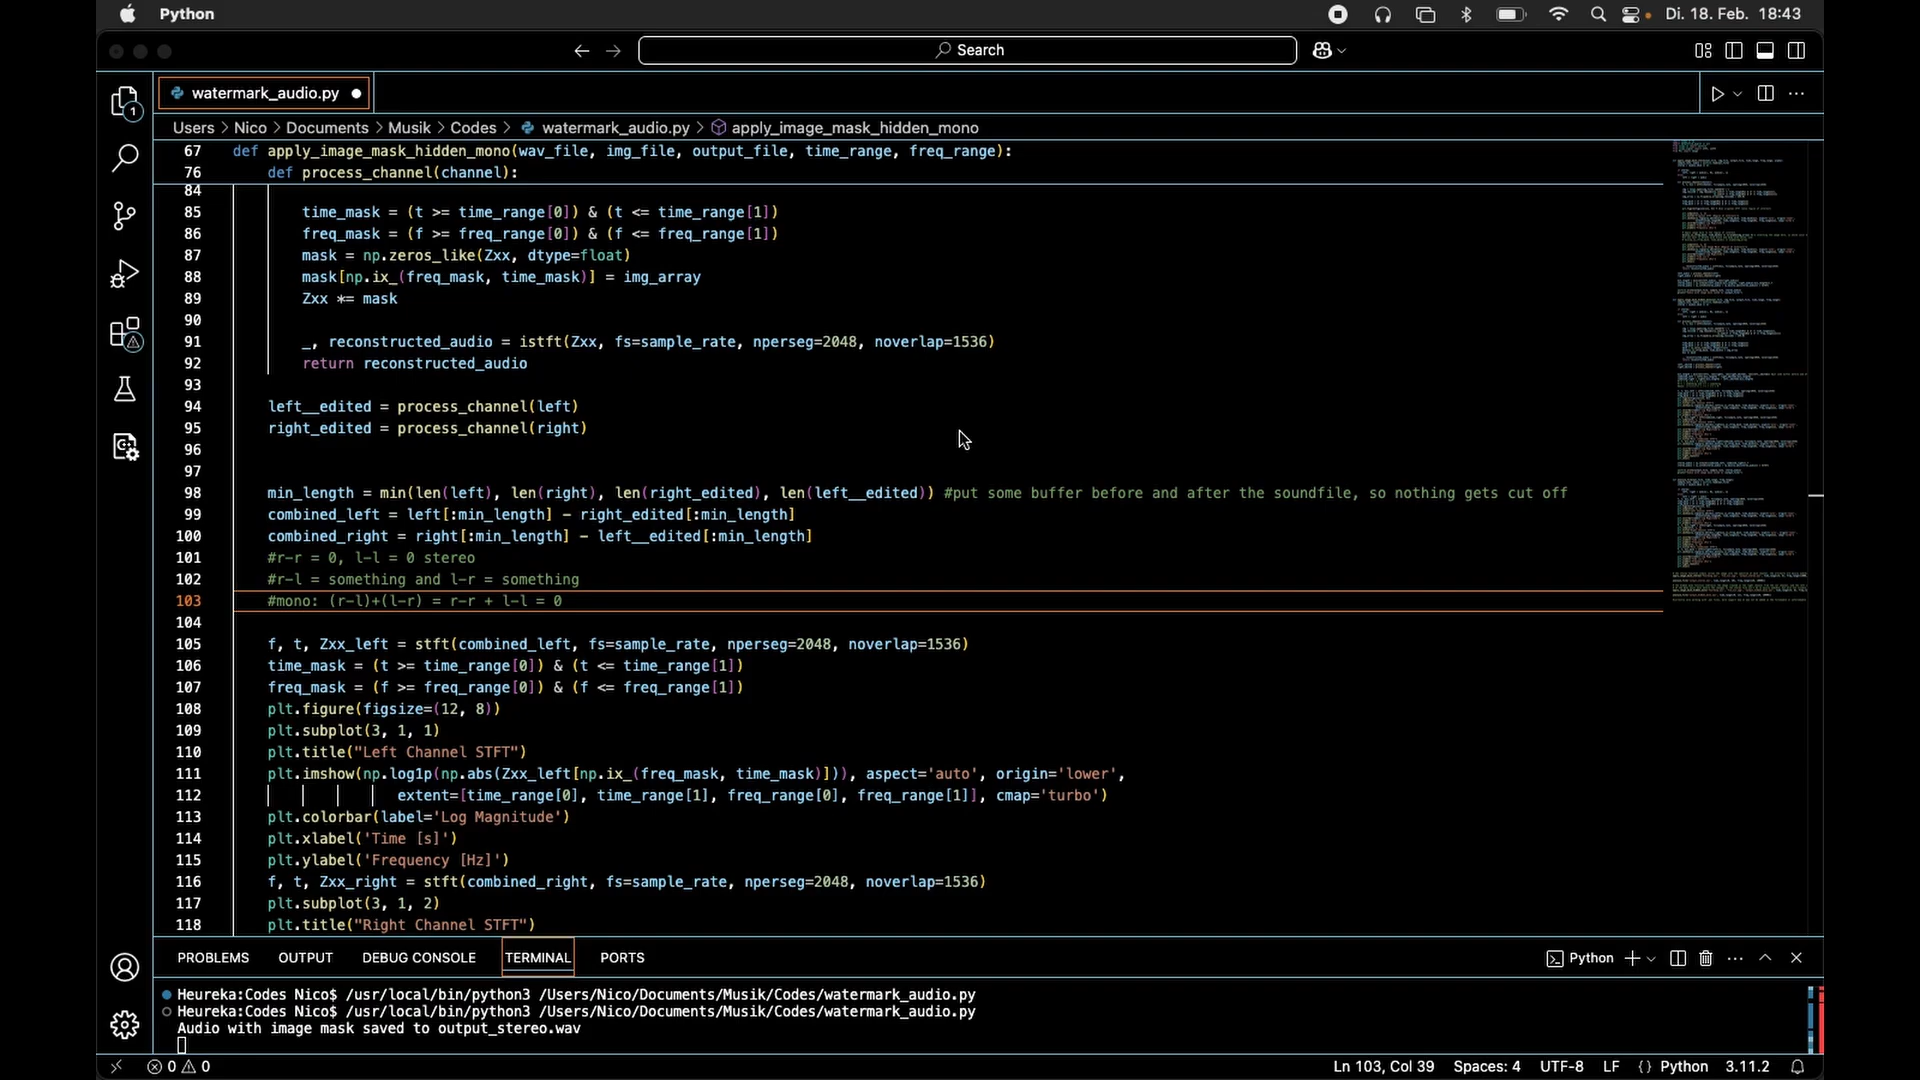 Python
Di. 18. Feb. 18:43
Search
watermark_audio.py
Users > Nico > Documents > Musik > Codes > watermark_audio.py > apply_image_mask_hidden_mono
67 def apply_image_mask_hidden_mono(wav_file, img_file, output_file, time_range, freq_range):
76 def process_channel(channel):
84
85 time_mask = (t >= time_range[0]) & (t <= time_range[1])
86 freq_mask = (f >= freq_range[0]) & (f <= freq_range[1])
87 mask = np.zeros_like(Zxx, dtype=float)
88 mask[np.ix_(freq_mask, time_mask)] = img_array
89 Zxx *= mask
90
91 _, reconstructed_audio = istft(Zxx, fs=sample_rate, nperseg=2048, noverlap=1536)
92 return reconstructed_audio
93
94 left__edited = process_channel(left)
95 right_edited = process_channel(right)
96
97
98 min_length = min(len(left), len(right), len(right_edited), len(left__edited)) #put some buffer before and after the soundfile, so nothing gets cut off
99 combined_left = left[:min_length] - right_edited[:min_length]
100 combined_right = right[:min_length] - left__edited[:min_length]
101 #r-r = 0, l-l = 0 stereo
102 #r-l = something and l-r = something
103 #mono: (r-l)+(l-r) = r-r + l-l = 0
104
105 f, t, Zxx_left = stft(combined_left, fs=sample_rate, nperseg=2048, noverlap=1536)
106 time_mask = (t >= time_range[0]) & (t <= time_range[1])
107 freq_mask = (f >= freq_range[0]) & (f <= freq_range[1])
108 plt.figure(figsize=(12, 8))
109 plt.subplot(3, 1, 1)
110 plt.title("Left Channel STFT")
111 plt.imshow(np.log1p(np.abs(Zxx_left[np.ix_(freq_mask, time_mask)])), aspect='auto', origin='lower',
112 extent=[time_range[0], time_range[1], freq_range[0], freq_range[1]], cmap='turbo')
113 plt.colorbar(label='Log Magnitude')
114 plt.xlabel('Time [s]')
115 plt.ylabel('Frequency [Hz]')
116 f, t, Zxx_right = stft(combined_right, fs=sample_rate, nperseg=2048, noverlap=1536)
117 plt.subplot(3, 1, 2)
118 plt.title("Right Channel STFT")
PROBLEMS OUTPUT DEBUG CONSOLE TERMINAL PORTS
Python
Heureka:Codes Nico$ /usr/local/bin/python3 /Users/Nico/Documents/Musik/Codes/watermark_audio.py
Heureka:Codes Nico$ /usr/local/bin/python3 /Users/Nico/Documents/Musik/Codes/watermark_audio.py
Audio with image mask saved to output_stereo.wav
0 0
Ln 103, Col 39 Spaces: 4 UTF-8 LF {} Python 3.11.2